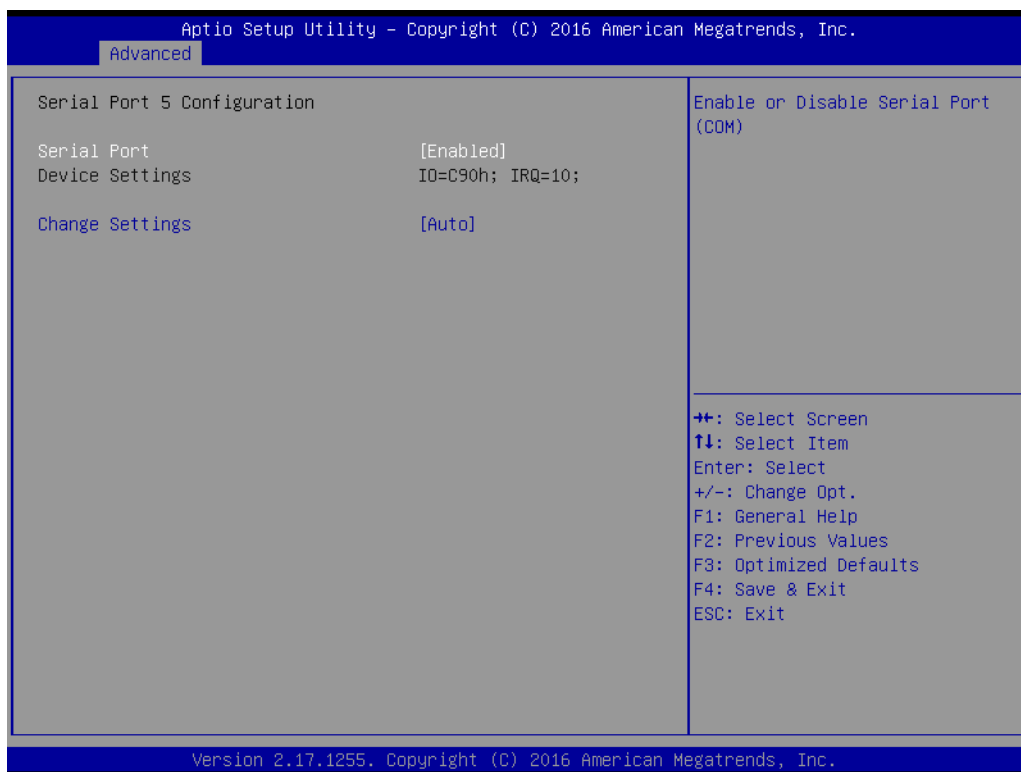 Aptio Setup Utility – Copyright (C) 2016 American Megatrends, Inc.
Advanced
Serial Port 5 Configuration
Serial Port [Enabled]
Device Settings IO=C90h; IRQ=10;
Change Settings [Auto]
Enable or Disable Serial Port
(COM)
→←: Select Screen
↑↓: Select Item
Enter: Select
+/-: Change Opt.
F1: General Help
F2: Previous Values
F3: Optimized Defaults
F4: Save & Exit
ESC: Exit
Version 2.17.1255. Copyright (C) 2016 American Megatrends, Inc.